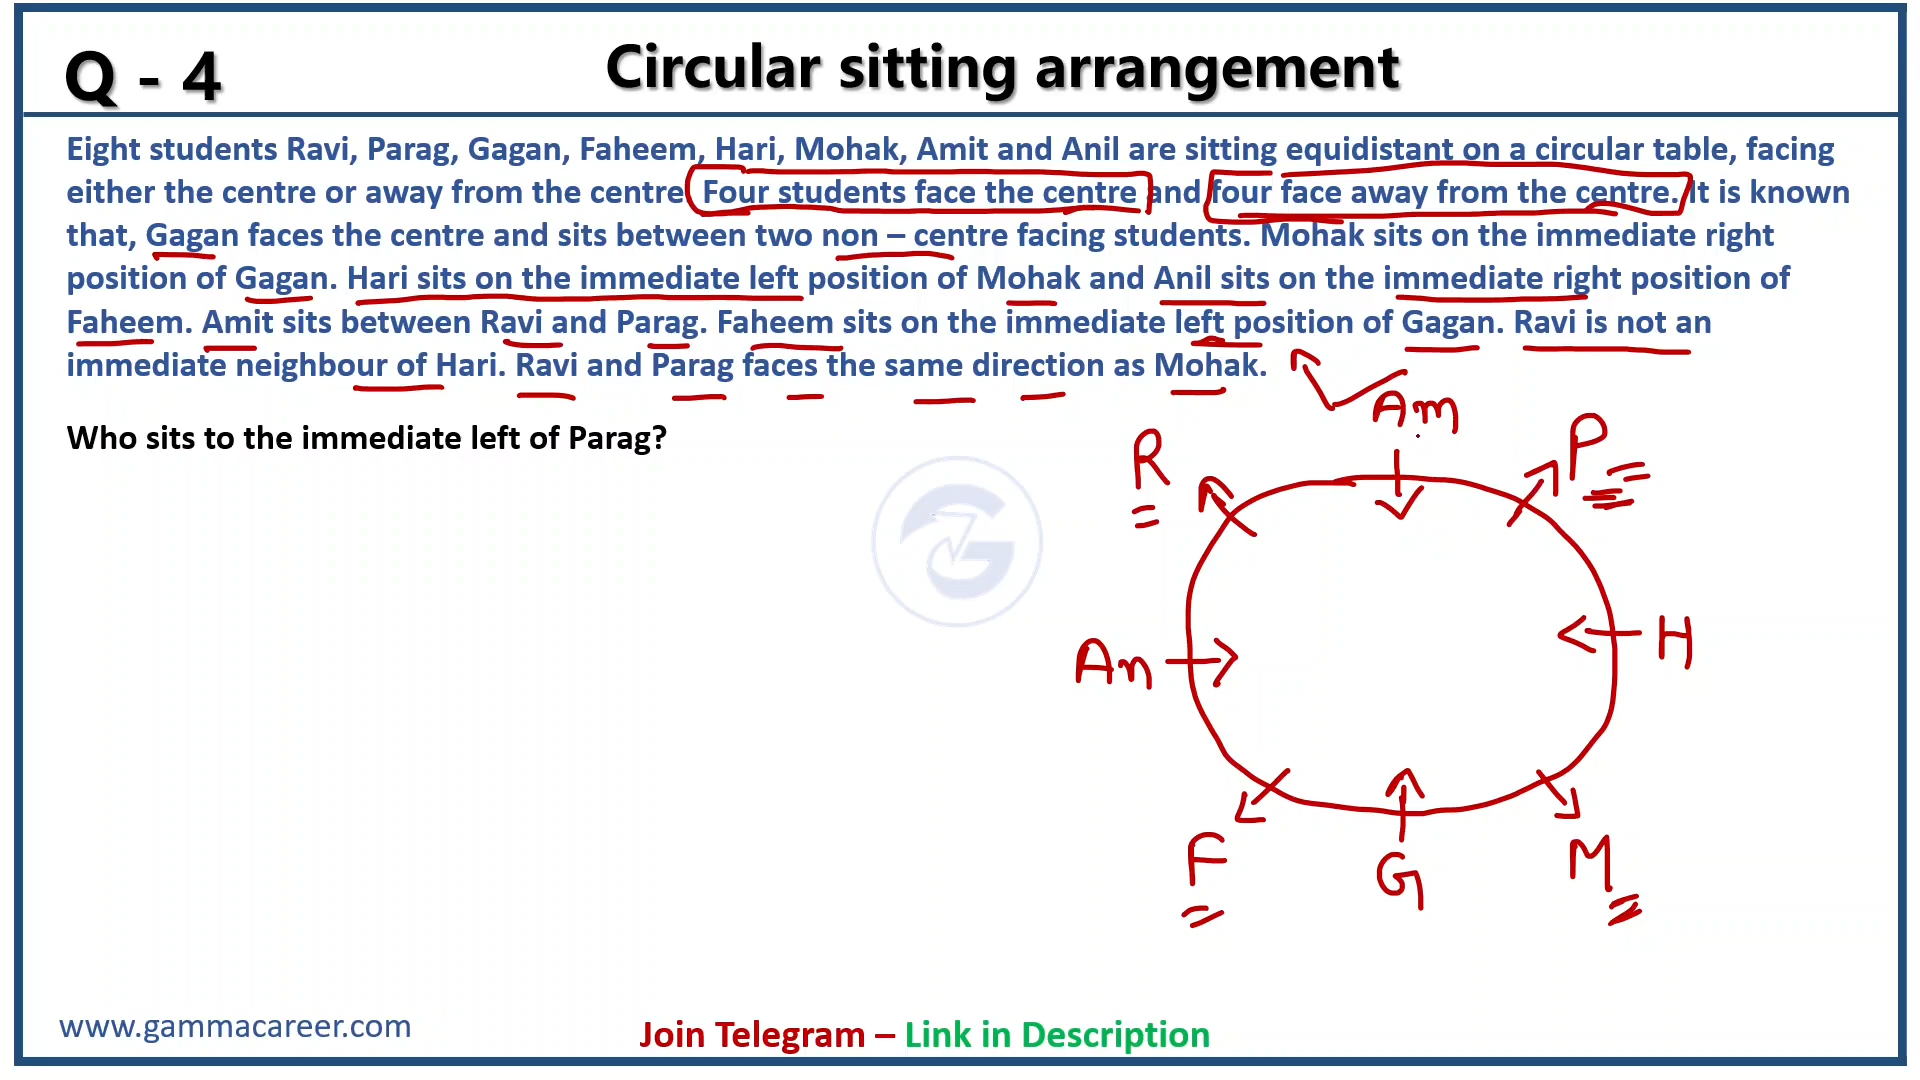 Q - 4
Circular sitting arrangement
Eight students Ravi, Parag, Gagan, Faheem, Hari, Mohak, Amit and Anil are sitting equidistant on a circular table, facing
either the centre or away from the centre. Four students face the centre and four face away from the centre. It is known
that, Gagan faces the centre and sits between two non – centre facing students. Mohak sits on the immediate right
position of Gagan. Hari sits on the immediate left position of Mohak and Anil sits on the immediate right position of
Faheem. Amit sits between Ravi and Parag. Faheem sits on the immediate left position of Gagan. Ravi is not an
immediate neighbour of Hari. Ravi and Parag faces the same direction as Mohak.
Who sits to the immediate left of Parag?
Am
R
P
An
H
F
G
M
www.gammacareer.com
Join Telegram – Link in Description